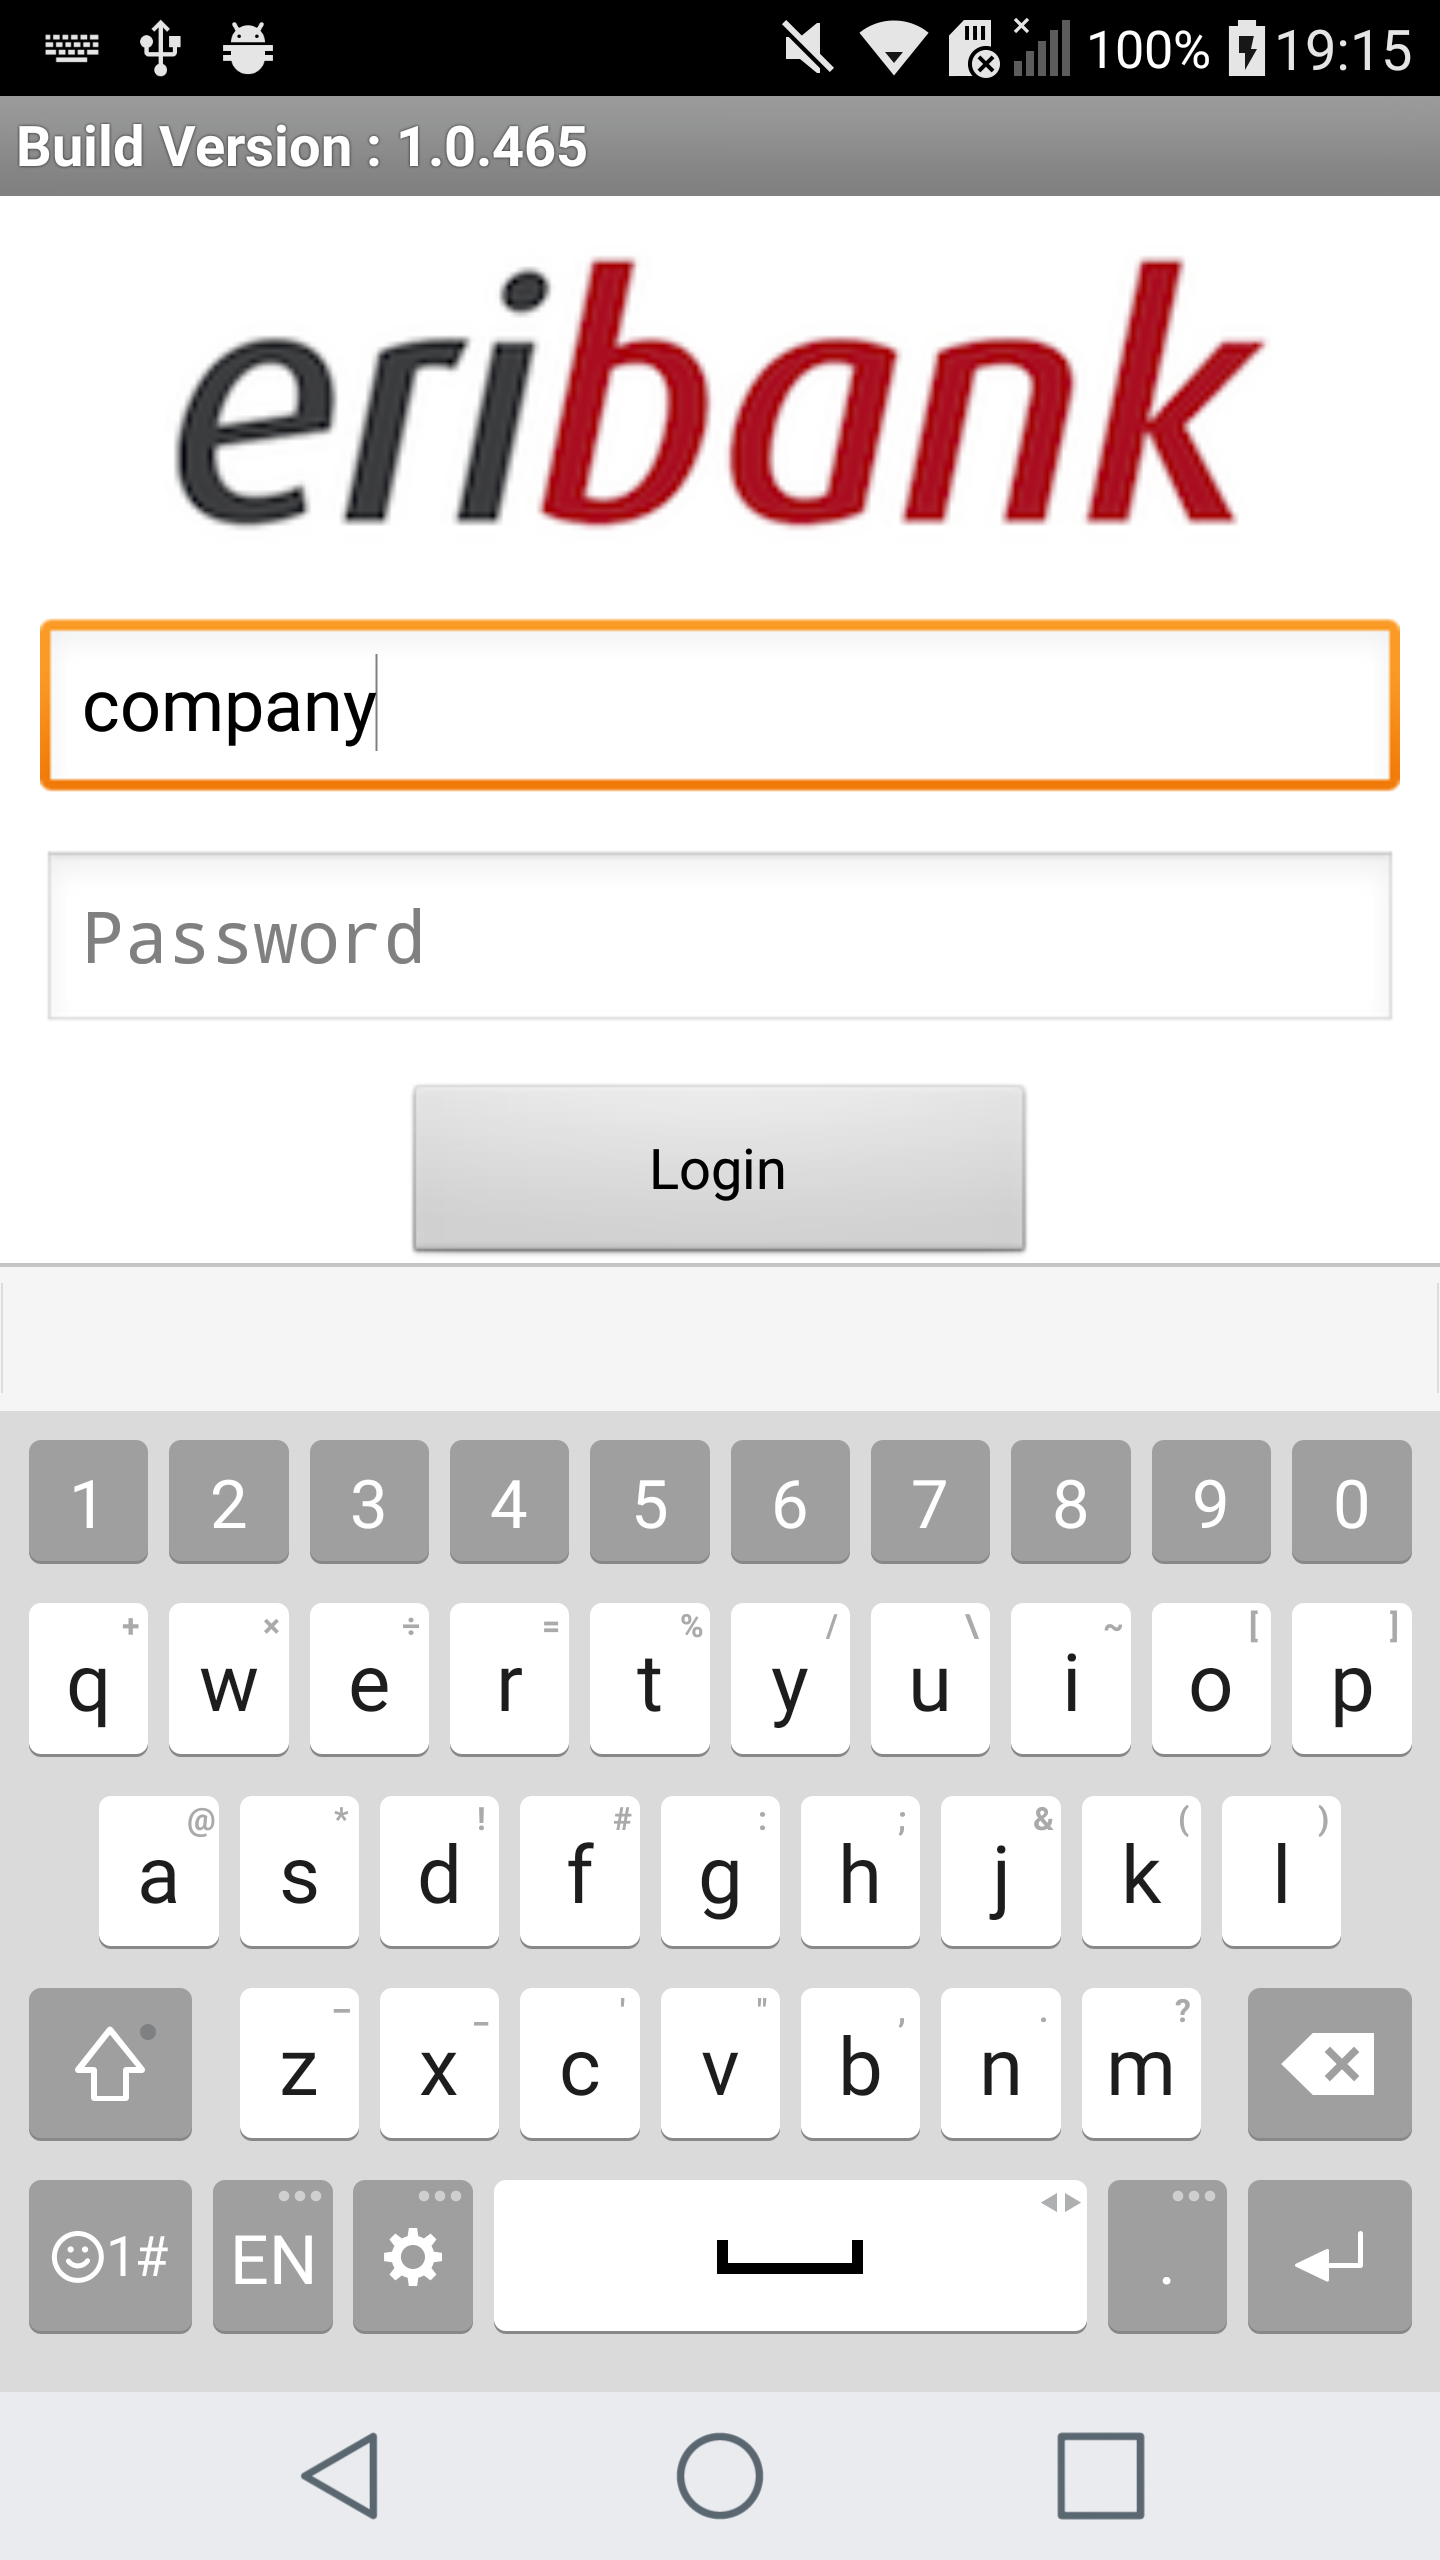 100% 19:15
Build Version : 1.0.465
eribank
company
Password
Login
1 2 3 4 5 6 7 8 9 0
+ × ÷ = % / \ ~ [ ]
q w e r t y u i o p
@ * ! # : ; & ( )
a s d f g h j k l
– _ ' " , . ?
z x c v b n m
1# EN .